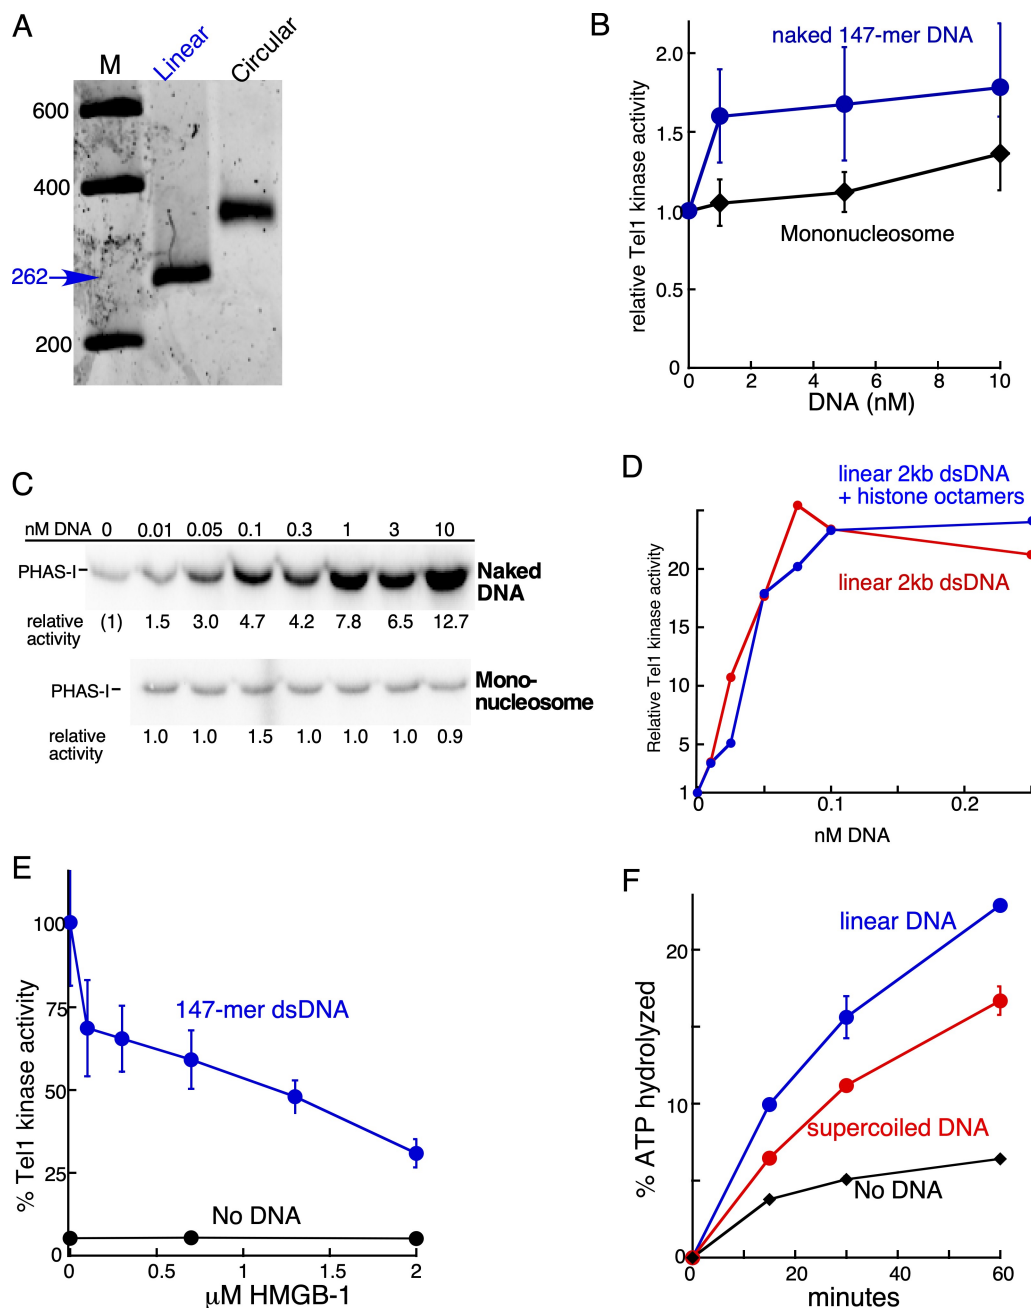 A
M Linear Circular
600
400
262
200
B
naked 147-mer DNA
Mononucleosome
relative Tel1 kinase activity
2.0
1.5
1.0
0.5
0
0 2 4 6 8 10
DNA (nM)
C
nM DNA 0 0.01 0.05 0.1 0.3 1 3 10
PHAS-I
Naked
DNA
relative
activity
(1) 1.5 3.0 4.7 4.2 7.8 6.5 12.7
PHAS-I
Mono-
nucleosome
relative
activity
1.0 1.0 1.5 1.0 1.0 1.0 0.9
D
linear 2kb dsDNA
+ histone octamers
linear 2kb dsDNA
Relative Tel1 kinase activity
20
15
10
5
1
0 0.1 0.2
nM DNA
E
% Tel1 kinase activity
100
75
50
25
0
147-mer dsDNA
No DNA
0 0.5 1 1.5 2
μM HMGB-1
F
% ATP hydrolyzed
20
10
0
linear DNA
supercoiled DNA
No DNA
0 20 40 60
minutes